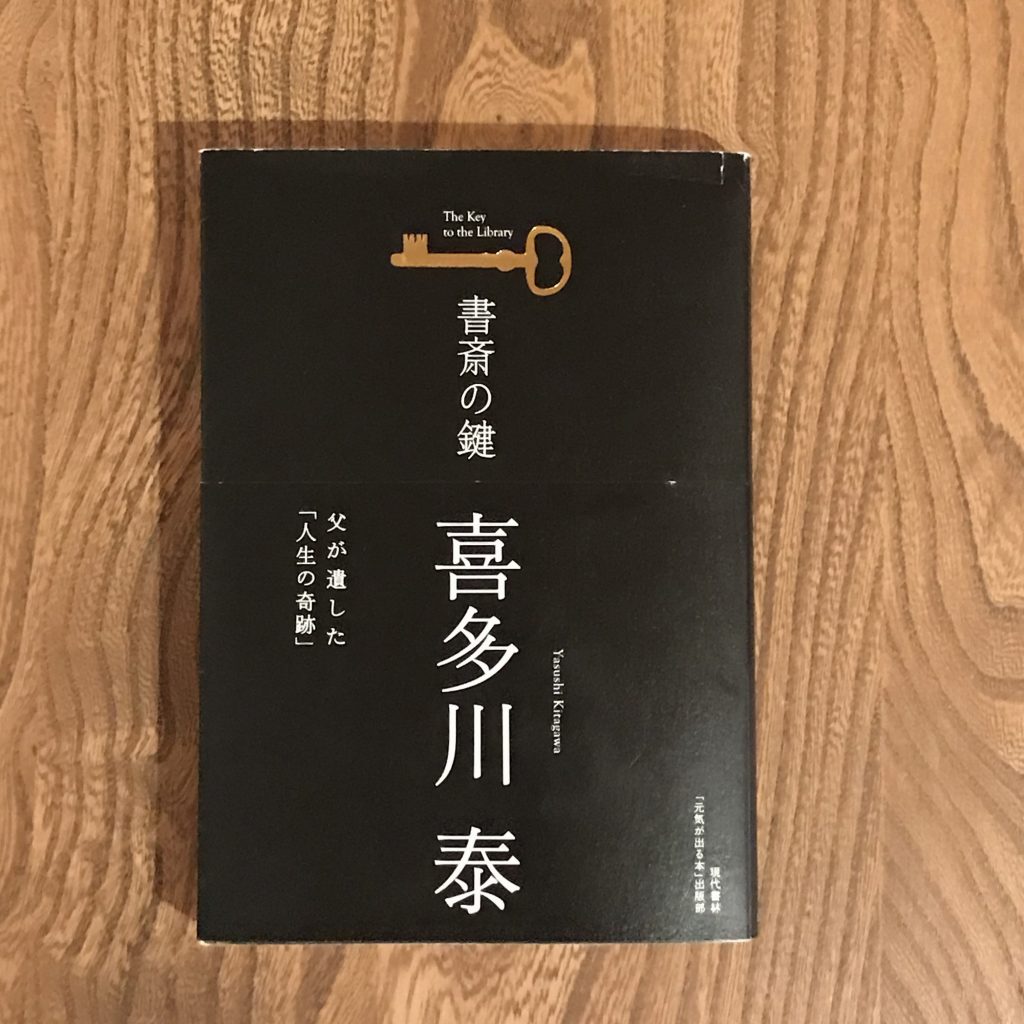 The Key
to the Library
書斎の鍵
父が遺した
「人生の奇跡」
喜多川 泰
Yasushi Kitagawa
現代書林
「元気が出る本」出版部